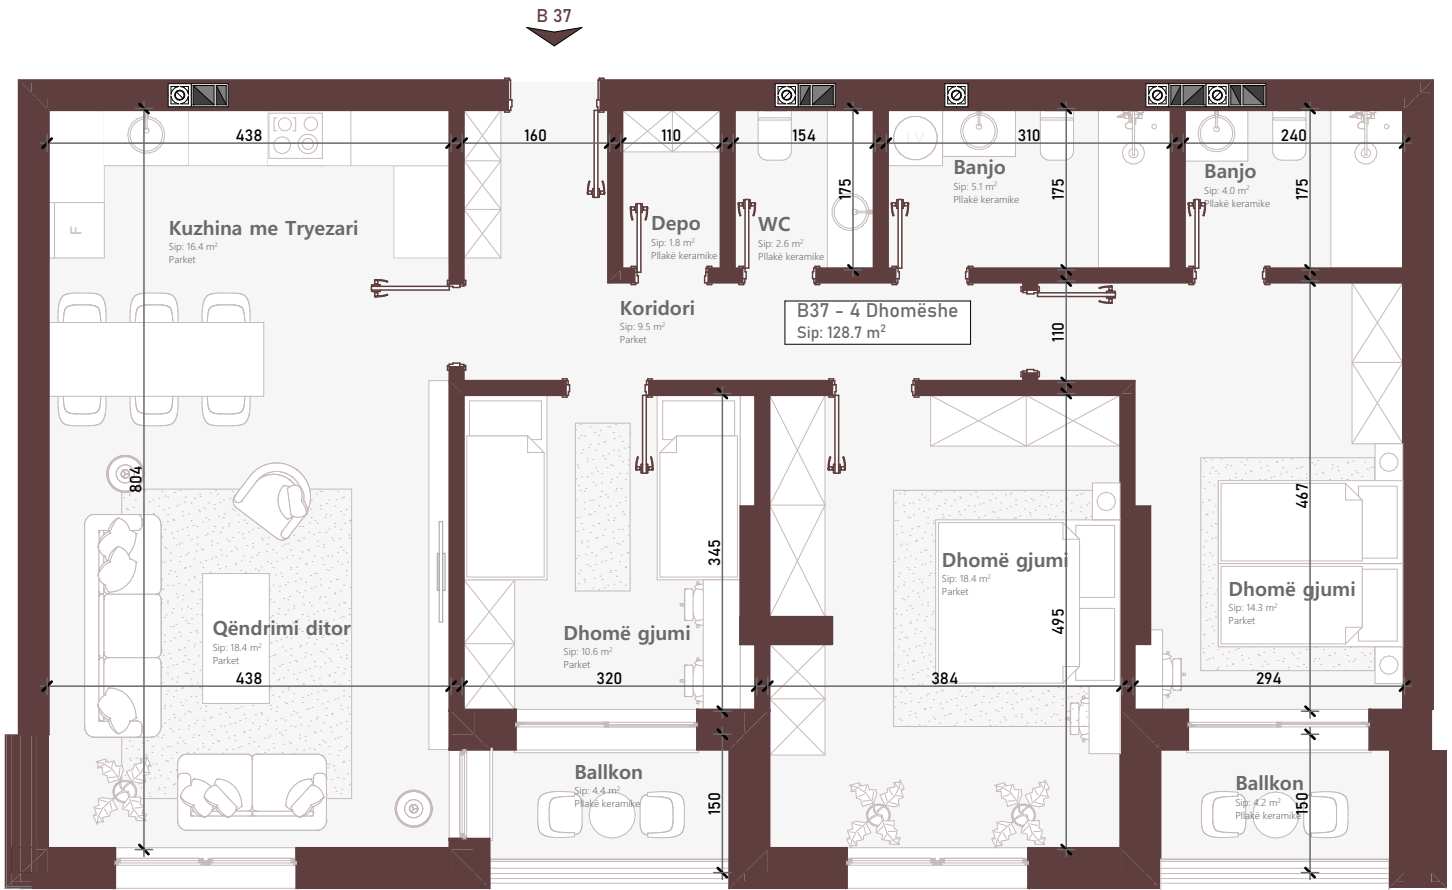 B 37
438
160
110
154
310
240
175
175
175
Banjo
Sip: 5.1 m²
Pllakë keramike
Banjo
Sip: 4.0 m²
Pllakë keramike
LV
F
Kuzhina me Tryezari
Sip: 16.4 m²
Parket
Depo
Sip: 1.8 m²
Pllakë keramike
WC
Sip: 2.6 m²
Pllakë keramike
Koridori
Sip: 9.5 m²
Parket
B37 - 4 Dhomëshe
Sip: 128.7 m²
110
804
467
345
495
Dhomë gjumi
Sip: 18.4 m²
Parket
Dhomë gjumi
Sip: 14.3 m²
Parket
Qëndrimi ditor
Sip: 18.4 m²
Parket
Dhomë gjumi
Sip: 10.6 m²
Parket
438
320
384
294
Ballkon
Sip: 4.4 m²
Pllakë keramike
150
Ballkon
Sip: 4.2 m²
Pllakë keramike
150